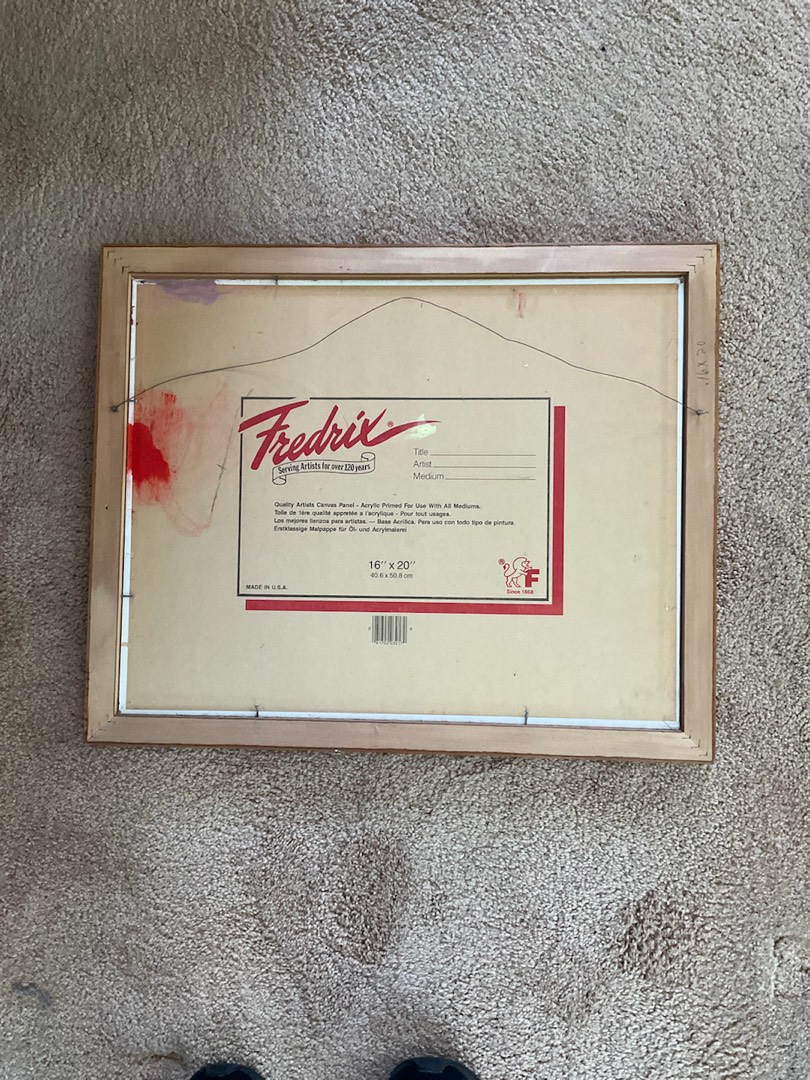 16 X 20
Fredrix®
Serving Artists for over 120 years
Title
Artist
Medium
Quality Artists Canvas Panel - Acrylic Primed For Use With All Mediums.
Toile de 1ère qualité appretée a l'acrylique - Pour tout usages.
Los mejores lienzos para artistas. — Base Acrílica. Para uso con todo tipo de pintura.
Erstklassige Malpappe für Öl- und Acrylmalerei
16" x 20"
40.6 x 50.8 cm
MADE IN U.S.A.
® F
Since 1868